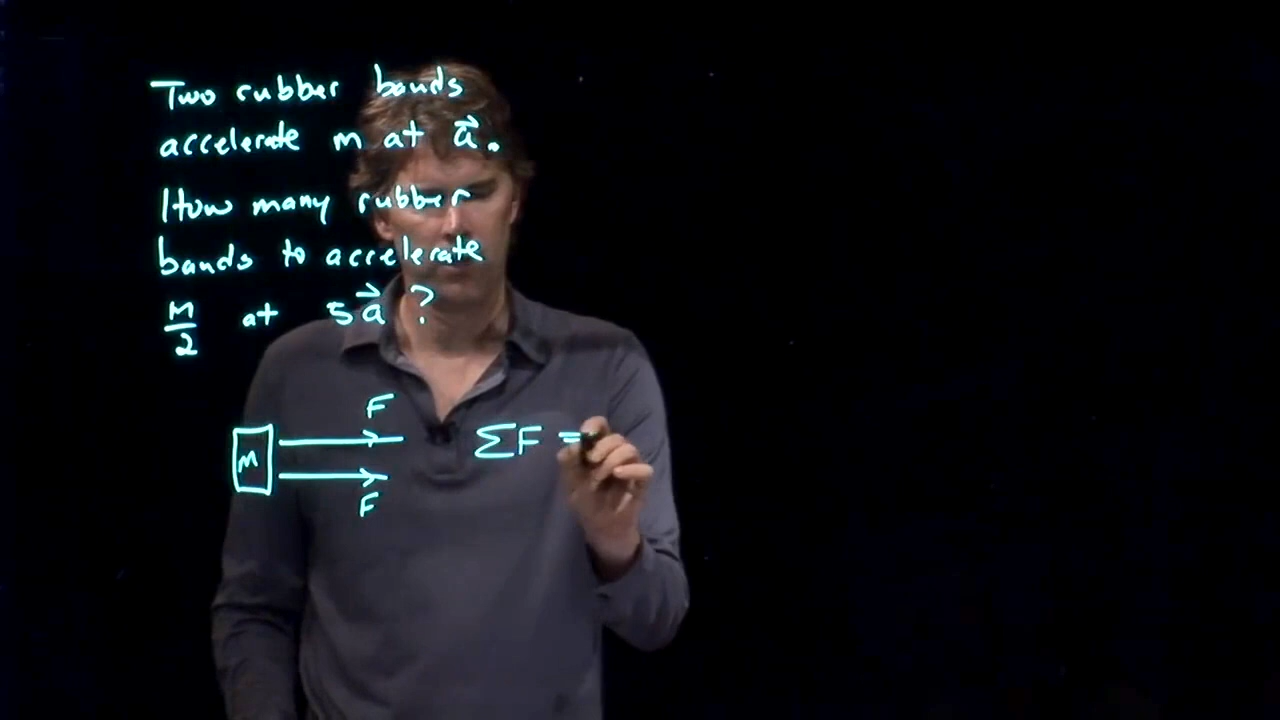 Two rubber bands
accelerate m at a⃗.
How many rubber
bands to accelerate
m/2 at 5a⃗ ?
F
m
ΣF =
F